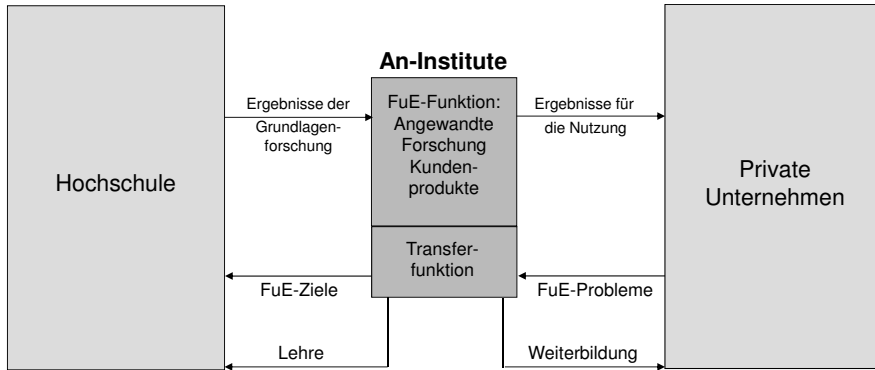 An-Institute
Hochschule
Ergebnisse der
Grundlagen-
forschung
FuE-Funktion:
Angewandte
Forschung
Kunden-
produkte
Ergebnisse für
die Nutzung
Private
Unternehmen
Transfer-
funktion
FuE-Ziele
FuE-Probleme
Lehre
Weiterbildung